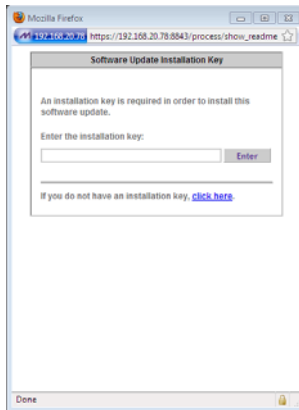 Mozilla Firefox
192.168.20.78 https://192.168.20.78:8843/process/show_readme
Software Update Installation Key
An installation key is required in order to install this
software update.
Enter the installation key:
Enter
If you do not have an installation key, click here.
Done